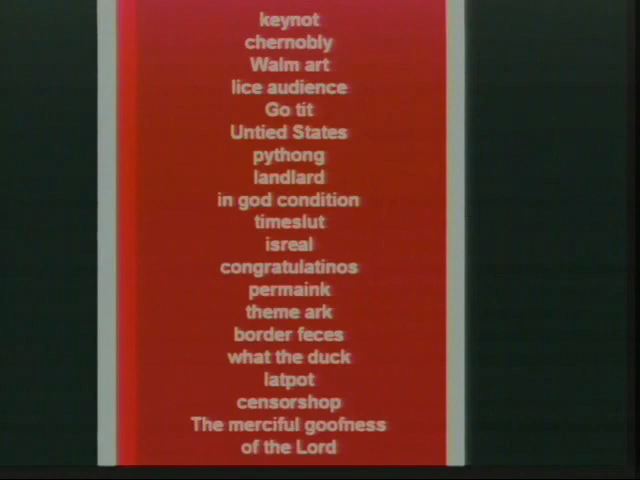 keynot
chernobly
Walm art
lice audience
Go tit
Untied States
pythong
landlard
in god condition
timeslut
isreal
congratulatinos
permaink
theme ark
border feces
what the duck
latpot
censorshop
The merciful goofness
of the Lord